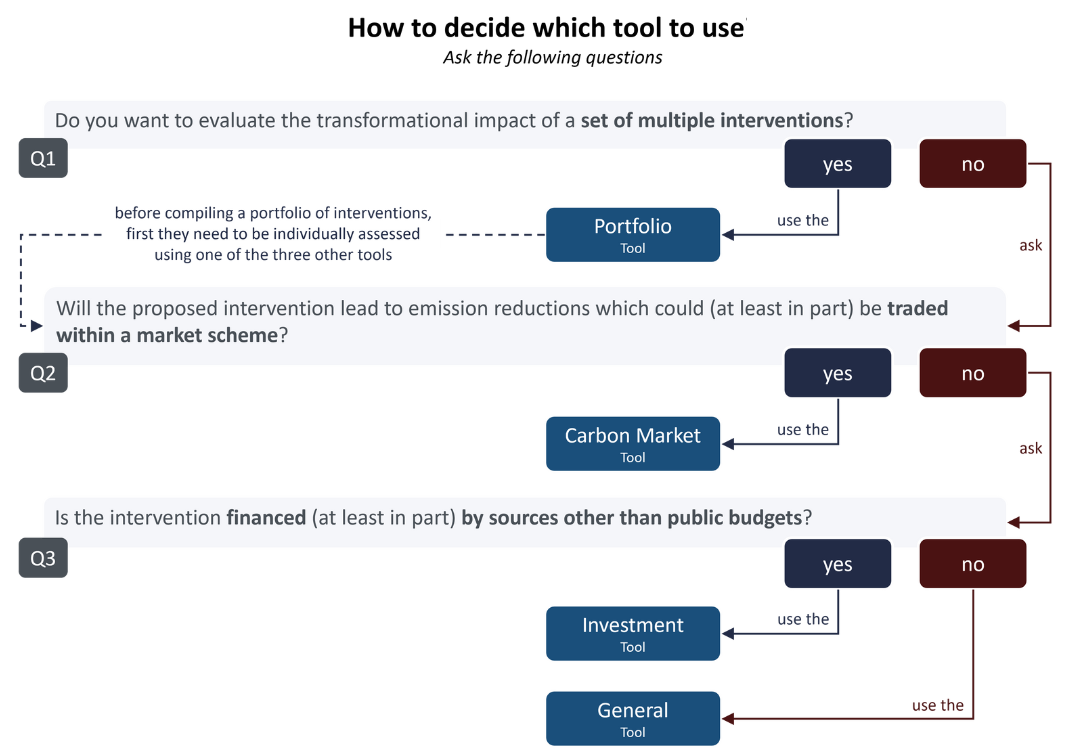 How to decide which tool to use
Ask the following questions
Do you want to evaluate the transformational impact of a set of multiple interventions?
Q1
yes
no
before compiling a portfolio of interventions,
first they need to be individually assessed
using one of the three other tools
Portfolio
Tool
use the
ask
Will the proposed intervention lead to emission reductions which could (at least in part) be traded
within a market scheme?
Q2
yes
no
Carbon Market
Tool
use the
ask
Is the intervention financed (at least in part) by sources other than public budgets?
Q3
yes
no
Investment
Tool
use the
General
Tool
use the